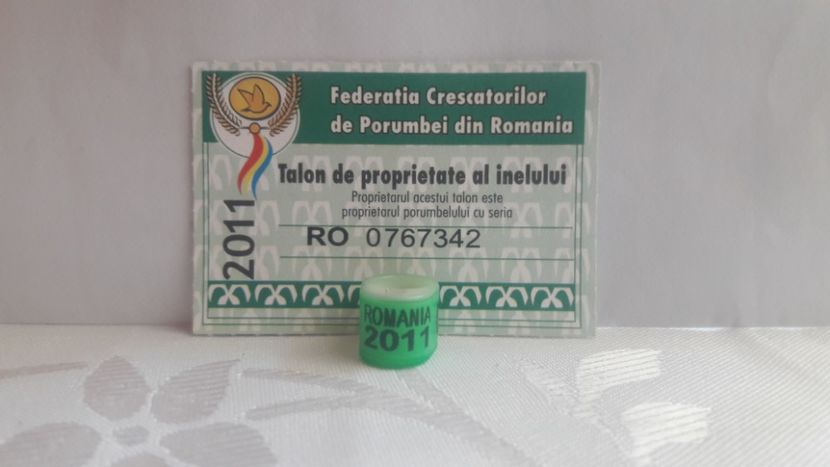 Federatia Crescatorilor
de Porumbei din Romania
Talon de proprietate al inelului
Proprietarul acestui talon este
proprietarul porumbelului cu seria
2011
RO 0767342
ROMANIA
2011